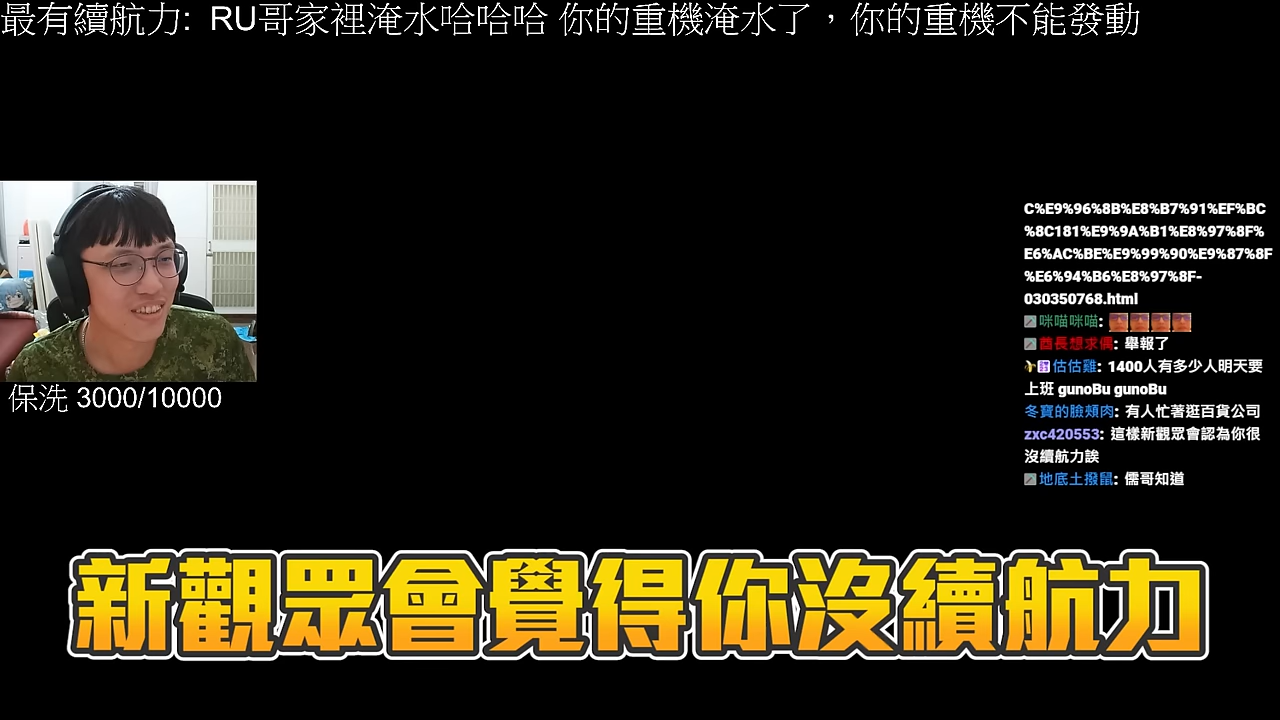 最有續航力: RU哥家裡淹水哈哈哈 你的重機淹水了，你的重機不能發動
C%E9%96%8B%E8%B7%91%EF%BC
%8C181%E9%9A%B1%E8%97%8F%
E6%AC%BE%E9%99%90%E9%87%8F
%E6%94%B6%E8%97%8F-
030350768.html
咪喵咪喵:
酋長想求偶: 舉報了
估估雞: 1400人有多少人明天要
上班 gunoBu gunoBu
冬寶的臉頰肉: 有人忙著逛百貨公司
zxc420553: 這樣新觀眾會認為你很
沒續航力誒
地底土撥鼠: 儒哥知道
保洗 3000/10000
新觀眾會覺得你沒續航力